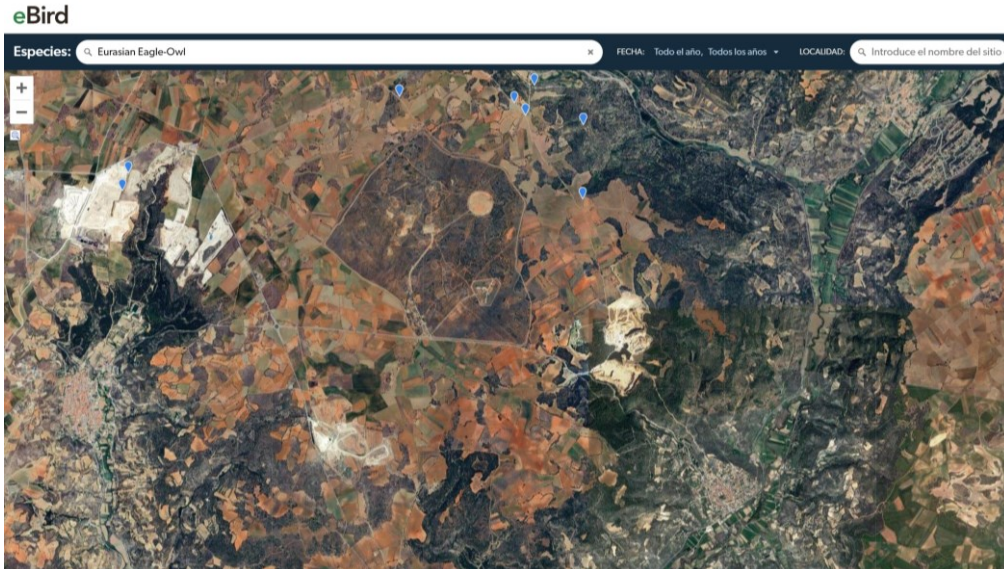 eBird
Especies: Eurasian Eagle-Owl × FECHA: Todo el año, Todos los años LOCALIDAD: Introduce el nombre del sitio
+
−